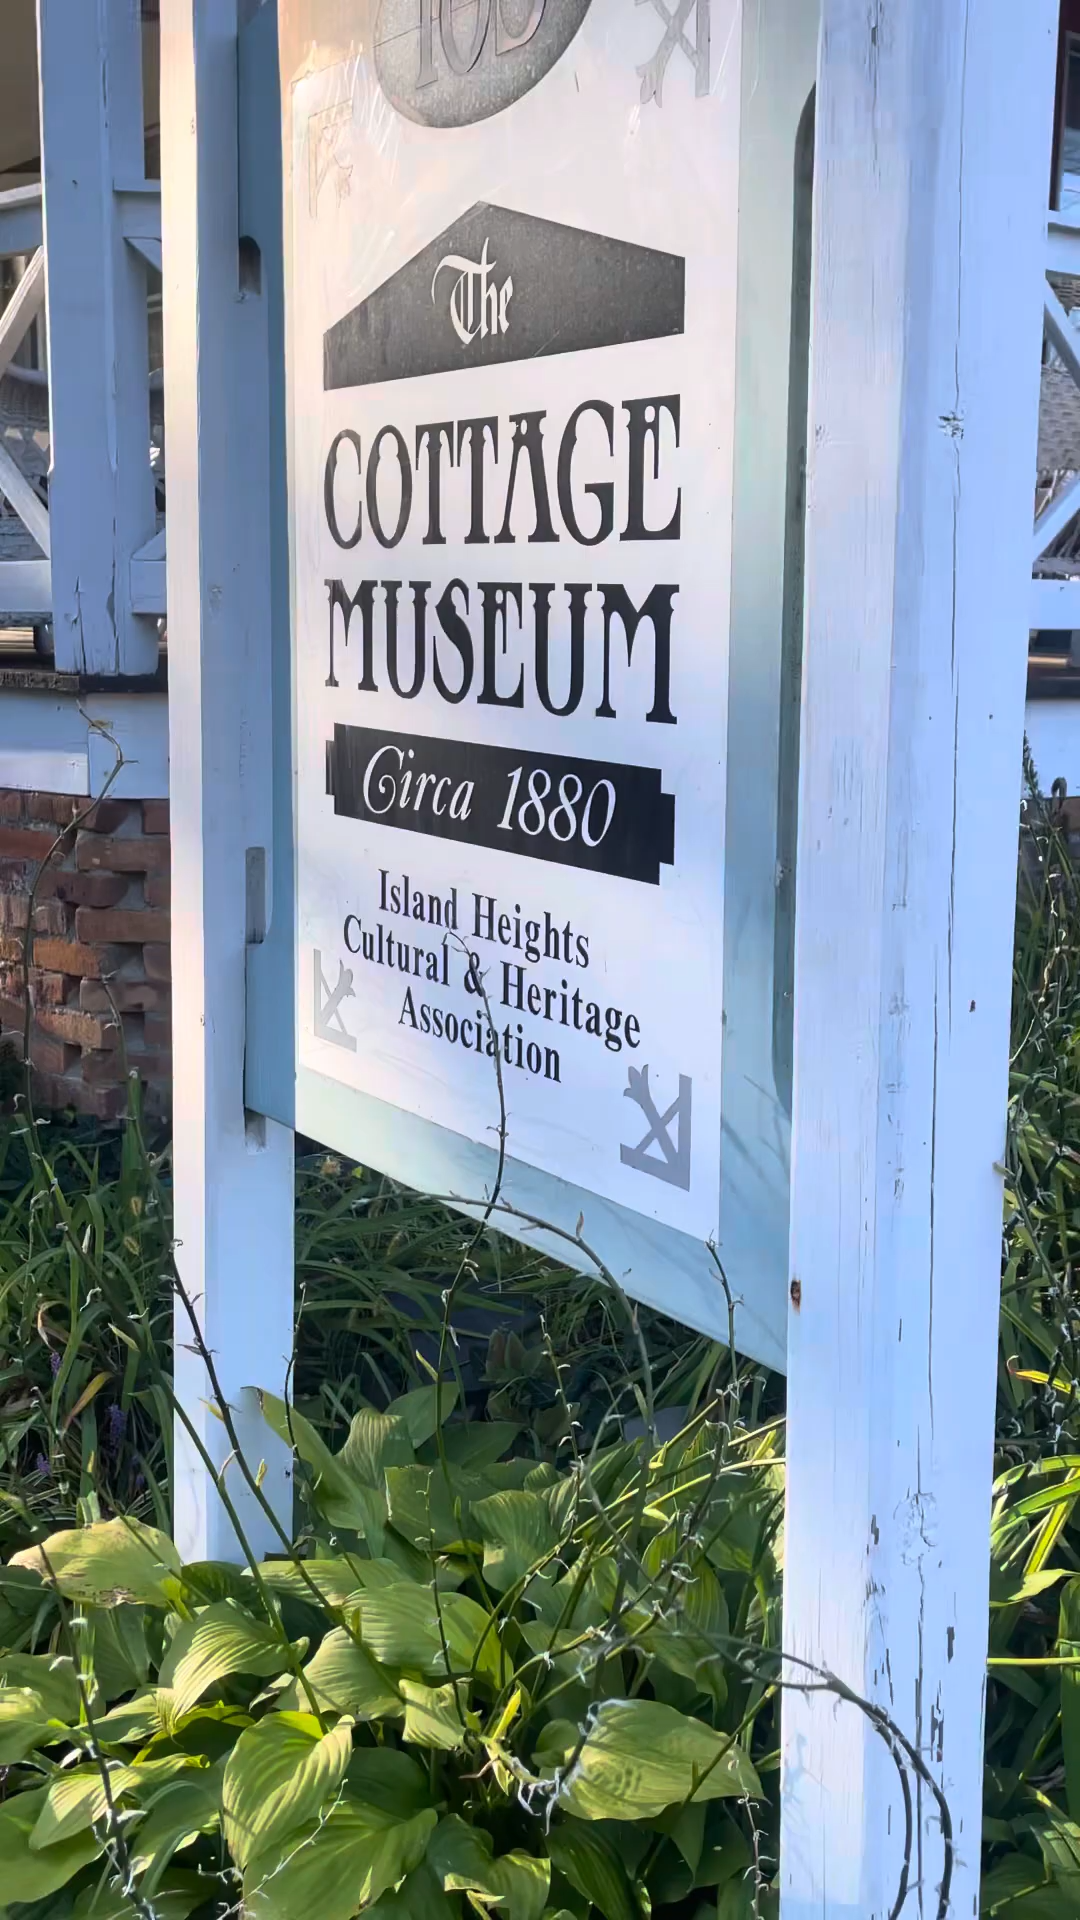 The
COTTAGE
MUSEUM
Circa 1880
Island Heights
Cultural & Heritage
Association